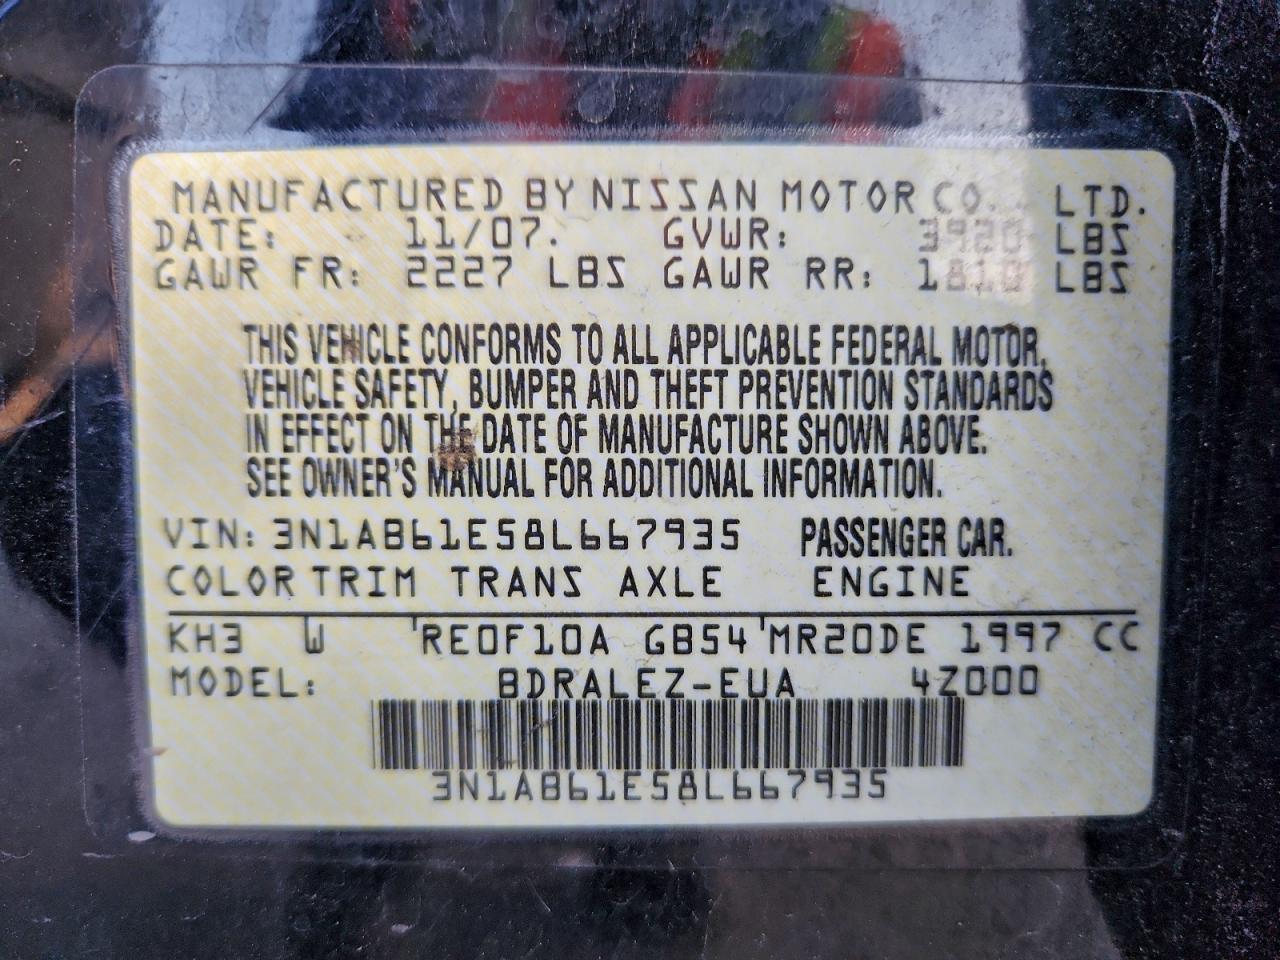 MANUFACTURED BY NISSAN MOTOR CO., LTD.
DATE: 11/07. GVWR: 3920 LBS
GAWR FR: 2227 LBS GAWR RR: 1810 LBS
THIS VEHICLE CONFORMS TO ALL APPLICABLE FEDERAL MOTOR,
VEHICLE SAFETY, BUMPER AND THEFT PREVENTION STANDARDS
IN EFFECT ON THE DATE OF MANUFACTURE SHOWN ABOVE.
SEE OWNER'S MANUAL FOR ADDITIONAL INFORMATION.
VIN: 3N1AB61E58L667935 PASSENGER CAR.
COLOR TRIM TRANS AXLE ENGINE
KH3 W RE0F10A GB54 MR20DE 1997 CC
MODEL: BDRALEZ-EUA 4Z000
3N1AB61E58L667935